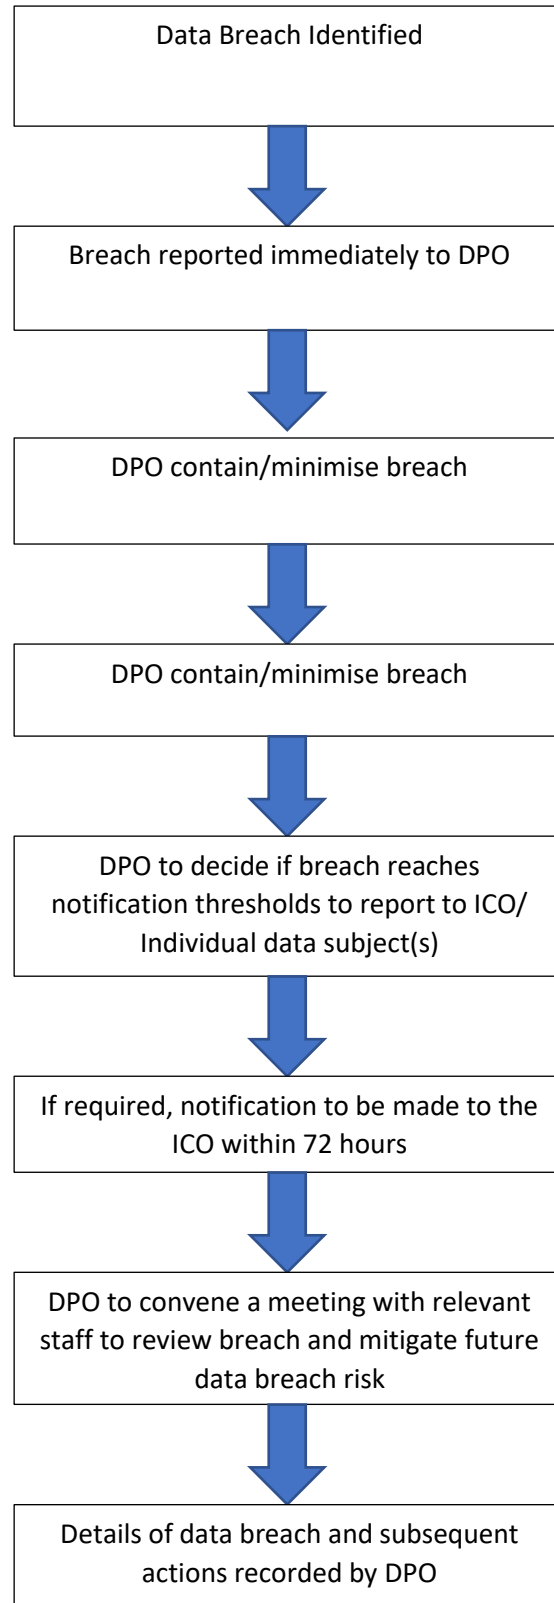 Data Breach Identified
Breach reported immediately to DPO
DPO contain/minimise breach
DPO contain/minimise breach
DPO to decide if breach reaches
notification thresholds to report to ICO/
Individual data subject(s)
If required, notification to be made to the
ICO within 72 hours
DPO to convene a meeting with relevant
staff to review breach and mitigate future
data breach risk
Details of data breach and subsequent
actions recorded by DPO